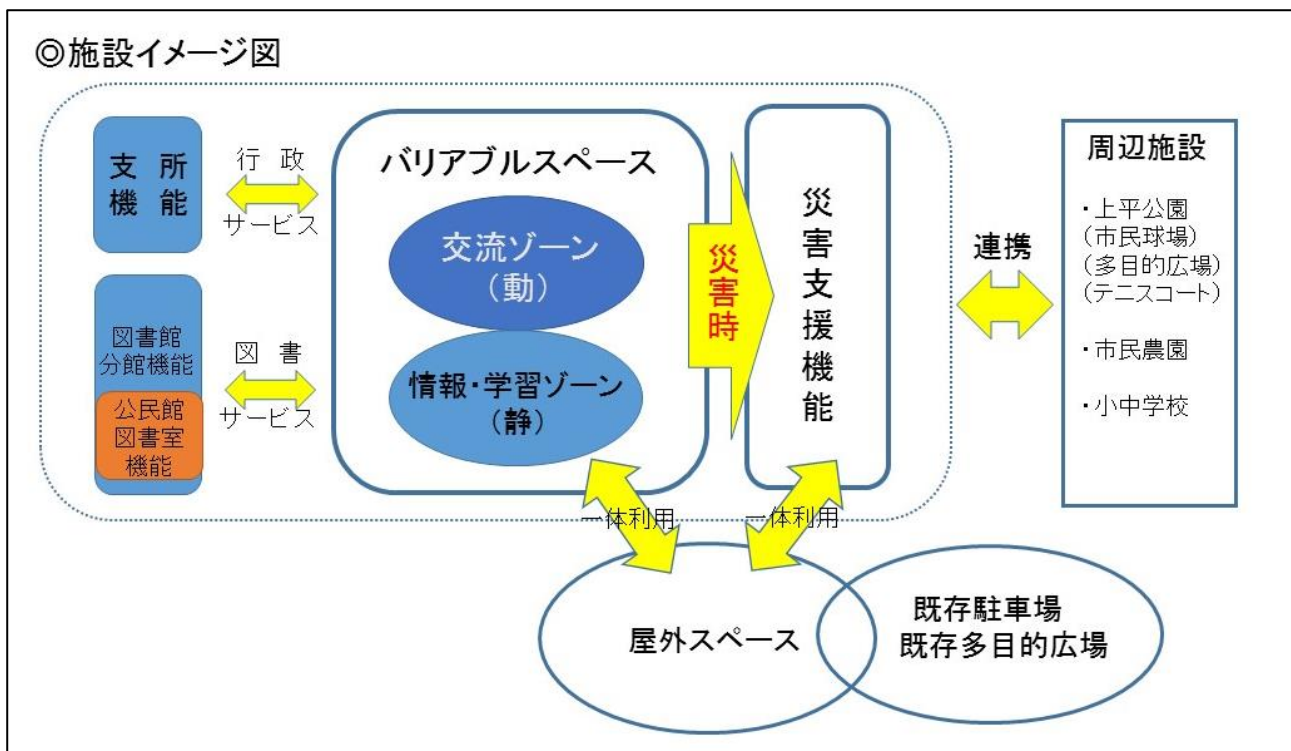 ◎施設イメージ図
支 所
機 能
行 政
サービス
図書館
分館機能
公民館
図書室
機能
図 書
サービス
バリアブルスペース
交流ゾーン
(動)
情報・学習ゾーン
(静)
災害時
災害支援機能
連携
周辺施設
・上平公園
(市民球場)
(多目的広場)
(テニスコート)
・市民農園
・小中学校
一体利用
一体利用
屋外スペース
既存駐車場
既存多目的広場